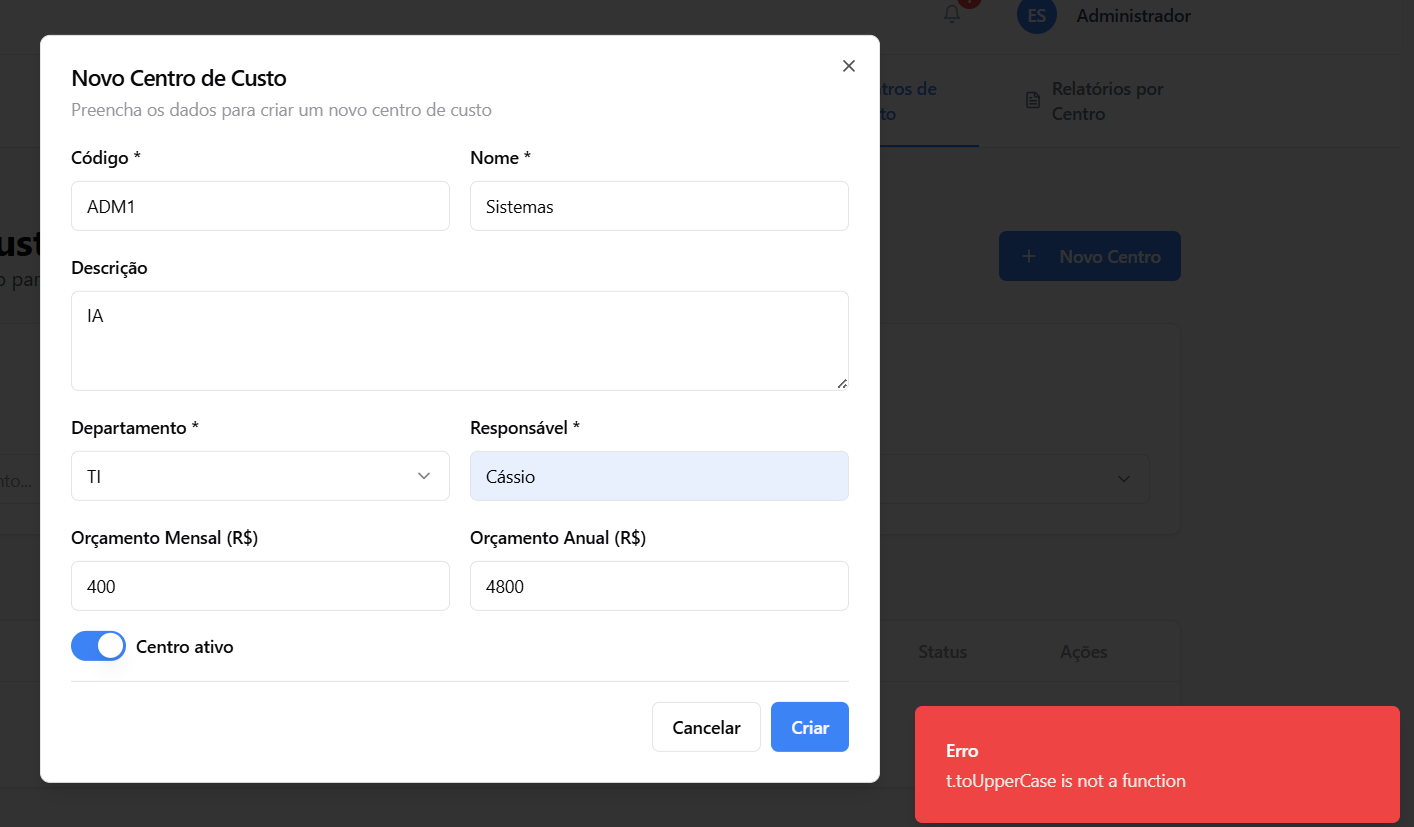 ES Administrador
Novo Centro de Custo
Preencha os dados para criar um novo centro de custo
tros de
to
Relatórios por
Centro
Código *
Nome *
ADM1
Sistemas
ust
o par
+ Novo Centro
Descrição
IA
Departamento *
Responsável *
TI
Cássio
nto...
Orçamento Mensal (R$)
Orçamento Anual (R$)
400
4800
Centro ativo
Status
Ações
Cancelar
Criar
Erro
t.toUpperCase is not a function